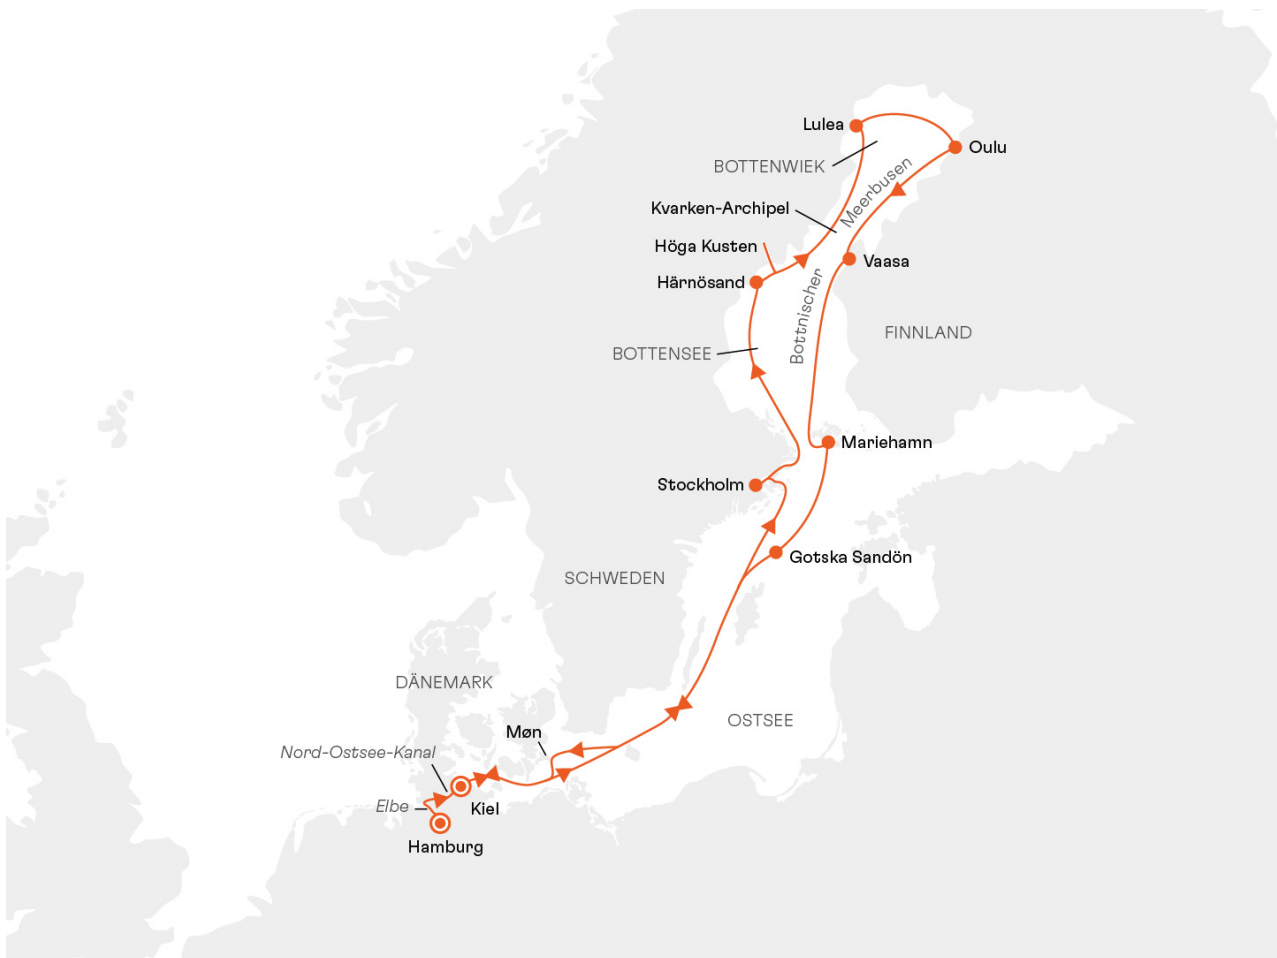 Lulea
Oulu
BOTTENWIEK
Meerbusen
Kvarken-Archipel
Höga Kusten
Vaasa
Härnösand
Bottnischer
FINNLAND
BOTTENSEE
Mariehamn
Stockholm
Gotska Sandön
SCHWEDEN
DÄNEMARK
OSTSEE
Møn
Nord-Ostsee-Kanal
Elbe
Kiel
Hamburg